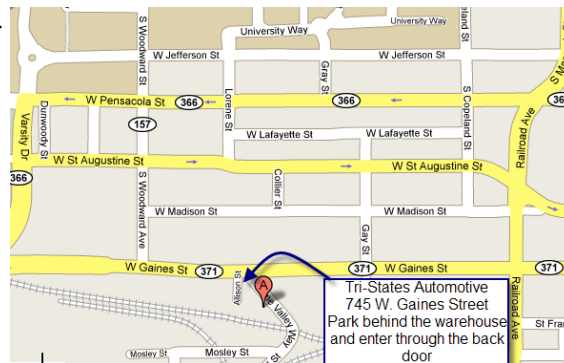 University Way
University Way
W Jefferson St
W Jefferson St
S Woodward St
Lorene St
Gray St
S Copeland St
W Pensacola St
366
366
157
Varsity Dr
Dunwoody St
366
W Lafayette St
W Lafayette St
Railroad Ave
W St Augustine St
W St Augustine St
Collier St
S Woodward Ave
W Madison St
W Madison St
Gay St
W Gaines St
371
371
W Gaines St
Allison St
A
Valley Way
Railroad Ave
Tri-States Automotive
745 W. Gaines Street
Park behind the warehouse
and enter through the back
door
Mosley St
Mosley St
St Fran